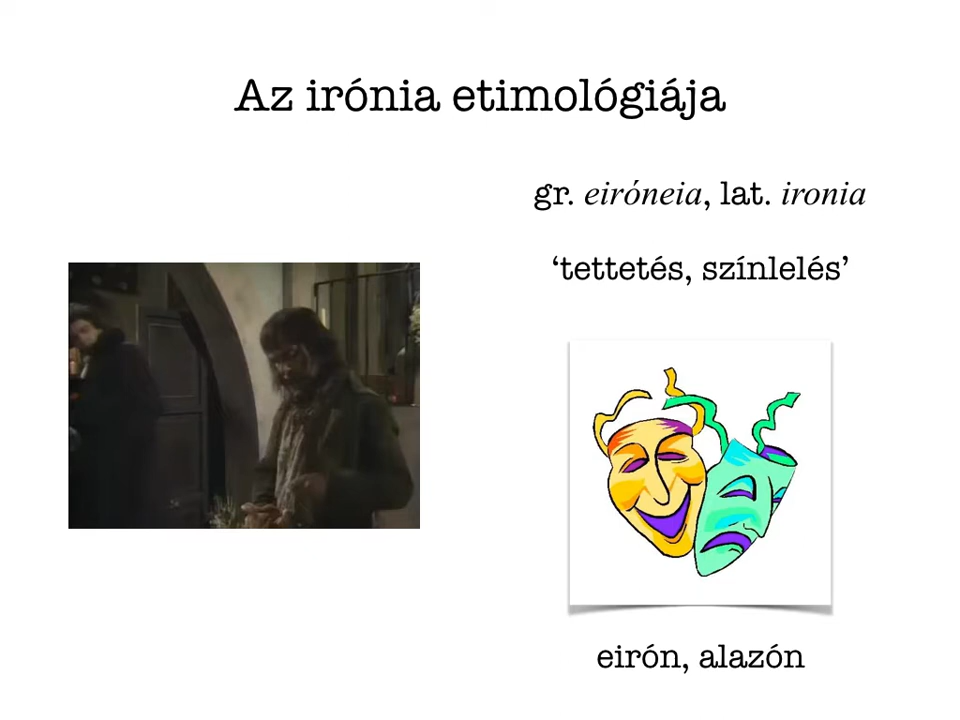 Az irónia etimológiája
gr. eiróneia, lat. ironia
‘tettetés, színlelés’
eirón, alazón